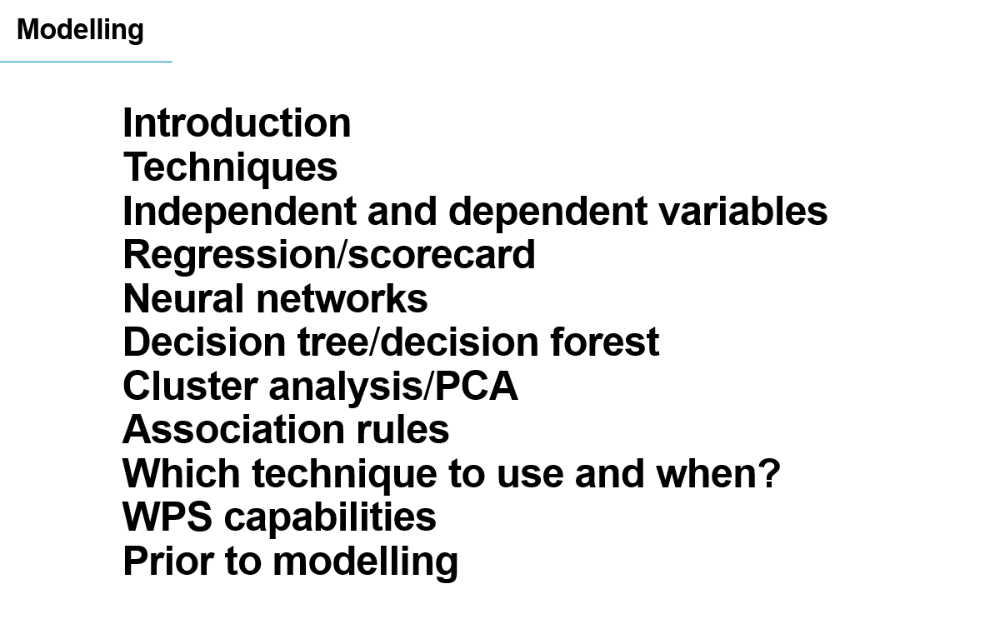 Modelling
Introduction
Techniques
Independent and dependent variables
Regression/scorecard
Neural networks
Decision tree/decision forest
Cluster analysis/PCA
Association rules
Which technique to use and when?
WPS capabilities
Prior to modelling